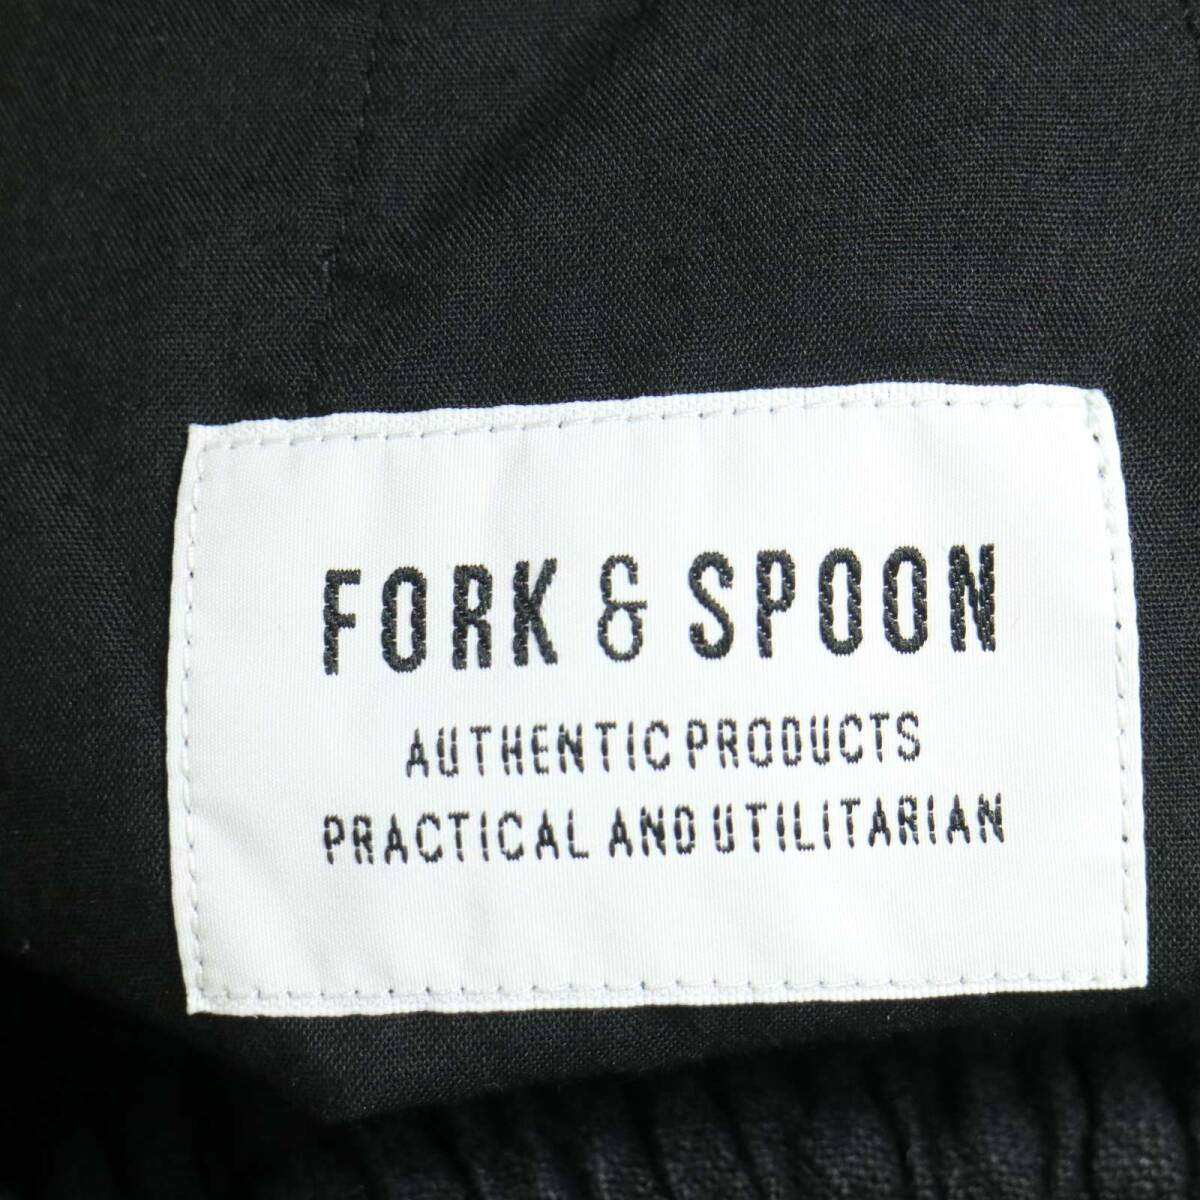 FORK & SPOON
AUTHENTIC PRODUCTS
PRACTICAL AND UTILITARIAN